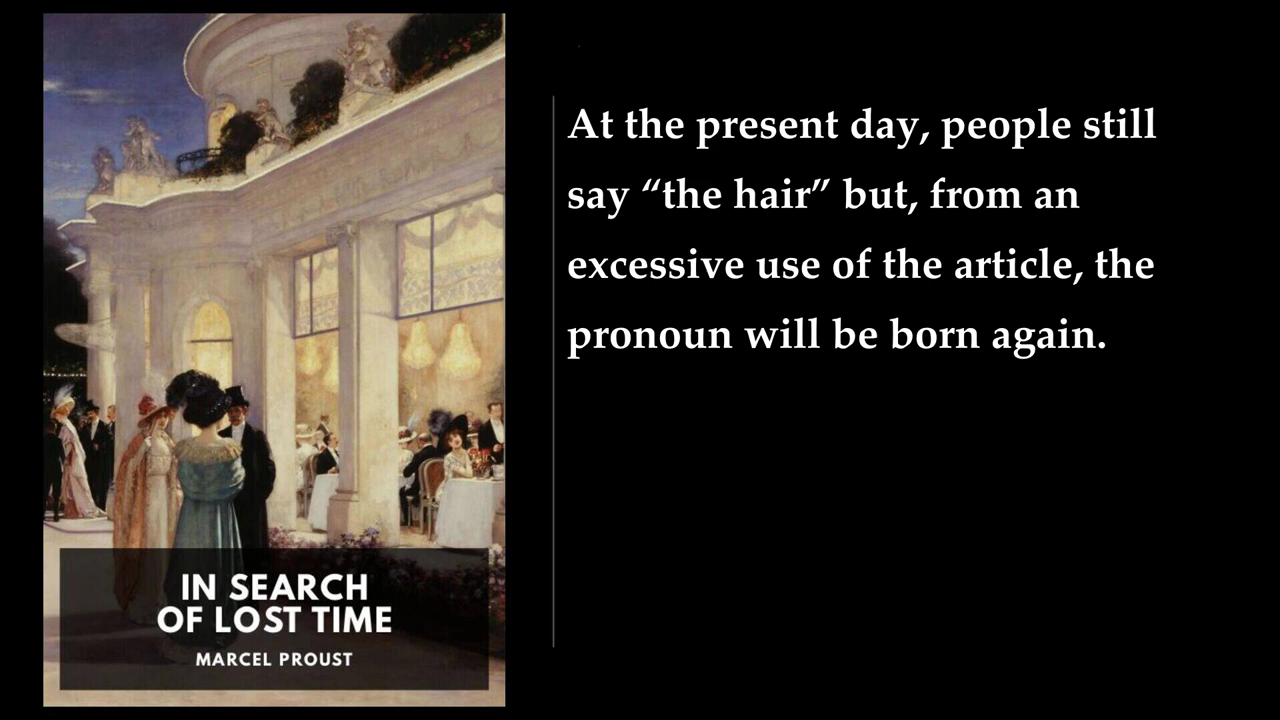 IN SEARCH
OF LOST TIME
MARCEL PROUST
At the present day, people still
say “the hair” but, from an
excessive use of the article, the
pronoun will be born again.